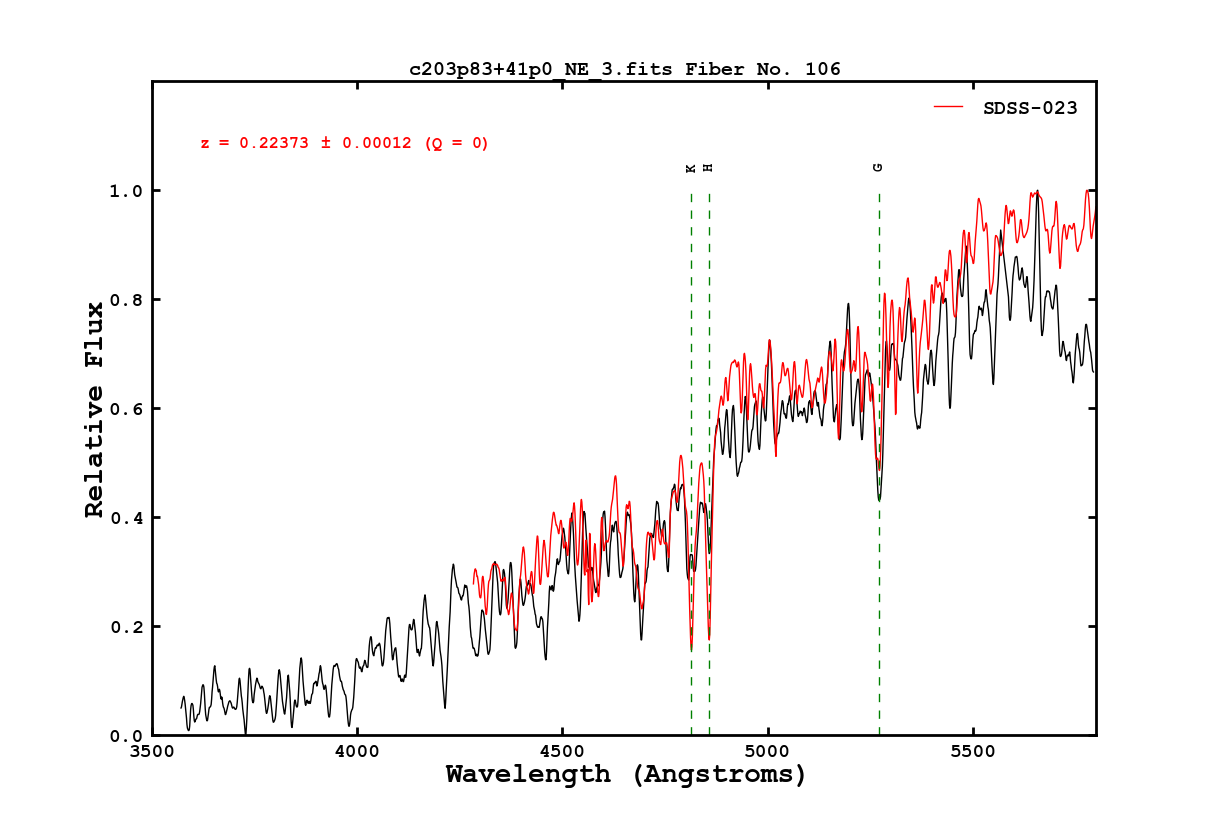 c203p83+41p0_NE_3.fits Fiber No. 106
SDSS-023
z = 0.22373 ± 0.00012 (Q = 0)
K H G
1.0
0.8
0.6
0.4
0.2
0.0
Relative Flux
3500 4000 4500 5000 5500
Wavelength (Angstroms)